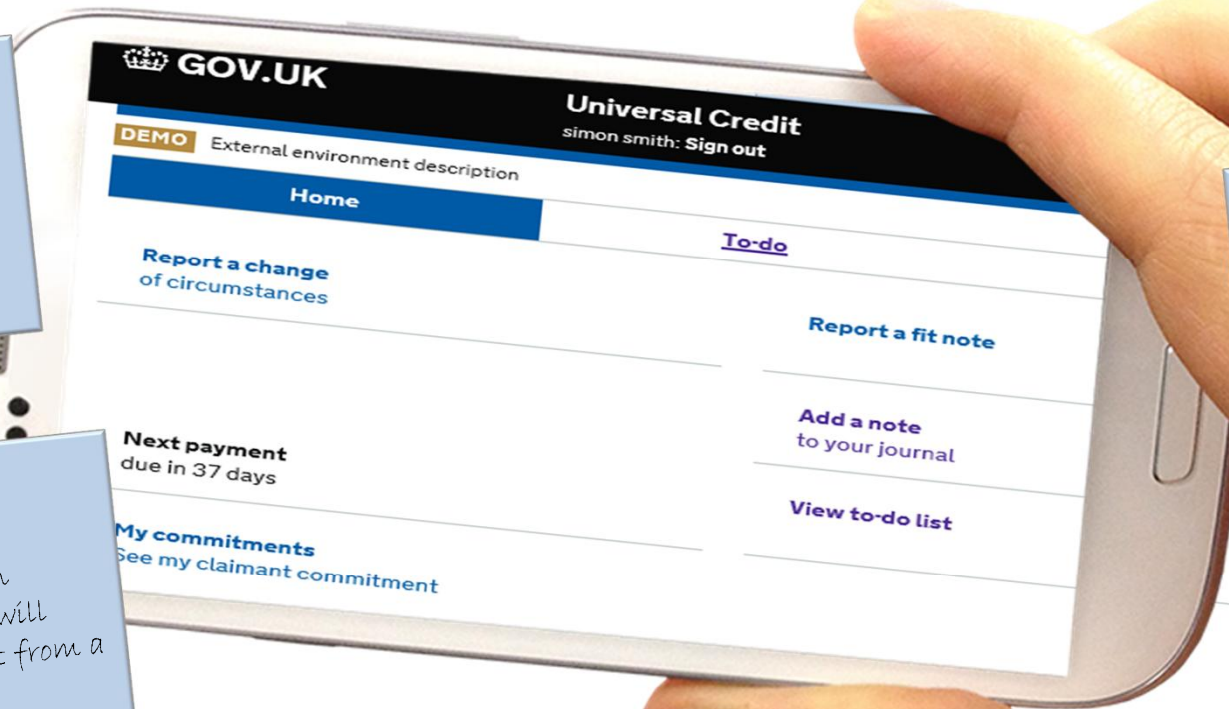 GOV.UK
Universal Credit
simon smith: Sign out
DEMO External environment description
Home
To-do
Report a change
of circumstances
Report a fit note
Next payment
due in 37 days
Add a note
to your journal
View to-do list
My commitments
See my claimant commitment
will
from a